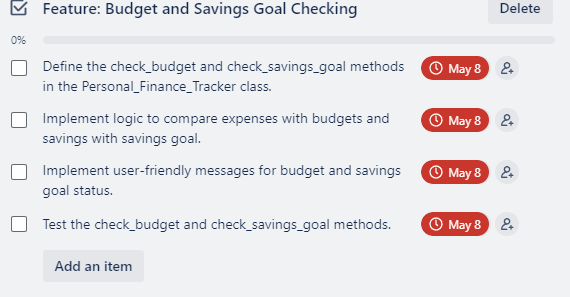 Feature: Budget and Savings Goal Checking
Delete
0%
Define the check_budget and check_savings_goal methods
in the Personal_Finance_Tracker class.
May 8
Implement logic to compare expenses with budgets and
savings with savings goal.
May 8
Implement user-friendly messages for budget and savings
goal status.
May 8
Test the check_budget and check_savings_goal methods.
May 8
Add an item